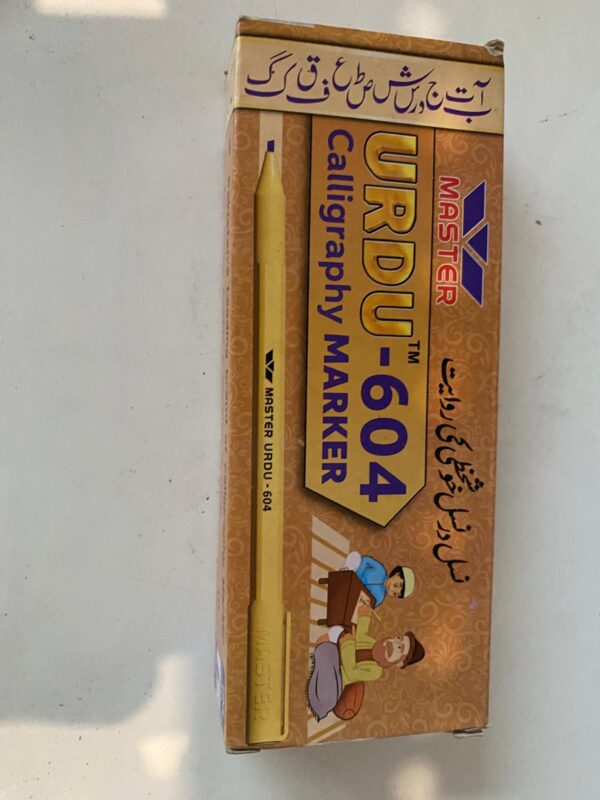 آ ب ت ج د ر س ش ص ط ع ف ق ک گ
MASTER
URDU™-604
Calligraphy MARKER
نسل در نسل خوشخطی کی روایت
MASTER URDU - 604
MASTER